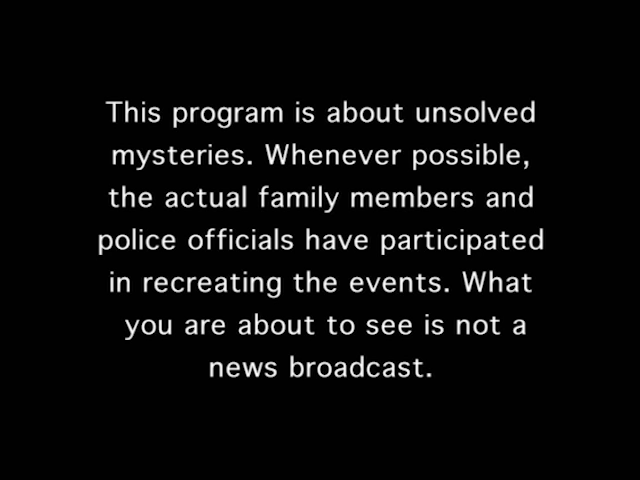 This program is about unsolved
mysteries. Whenever possible,
the actual family members and
police officials have participated
in recreating the events. What
you are about to see is not a
news broadcast.